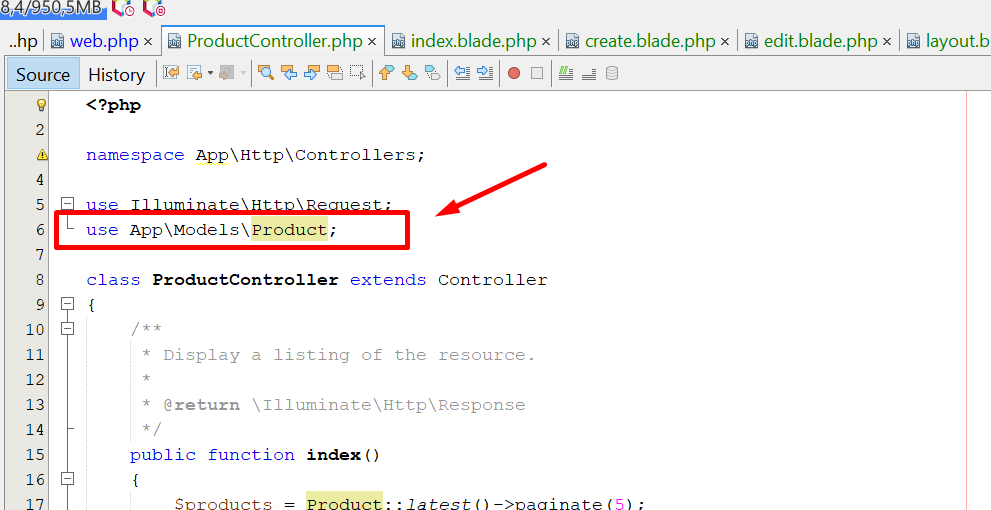 8,4/950,5MB
..hp web.php × ProductController.php × index.blade.php × create.blade.php × edit.blade.php × layout.b
Source History
<?php
2
namespace App\Http\Controllers;
4
5 use Illuminate\Http\Request;
6 use App\Models\Product;
7
8 class ProductController extends Controller
9 {
10 /**
11 * Display a listing of the resource.
12 *
13 * @return \Illuminate\Http\Response
14 */
15 public function index()
16 {
17 $products = Product::latest()->paginate(5);